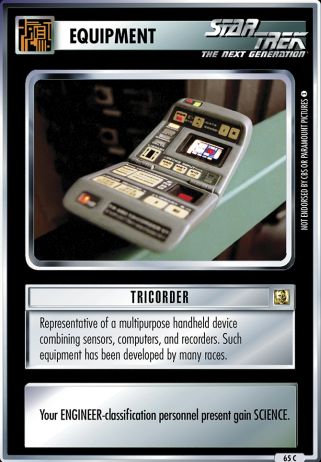 EQUIPMENT
STAR TREK
THE NEXT GENERATION
NOT ENDORSED BY CBS OR PARAMOUNT PICTURES
TRICORDER
Representative of a multipurpose handheld device
combining sensors, computers, and recorders. Such
equipment has been developed by many races.
Your ENGINEER-classification personnel present gain SCIENCE.
65 C